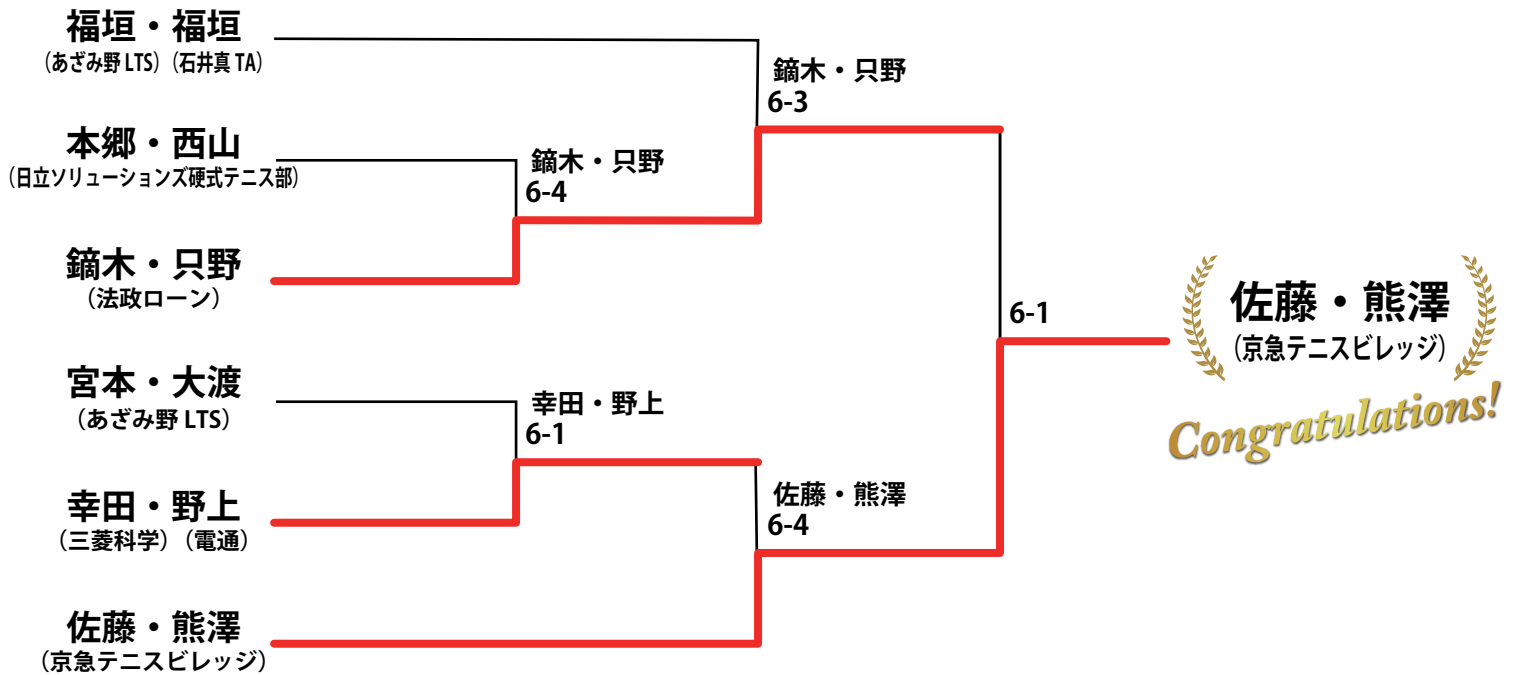 福垣・福垣
（あざみ野 LTS）（石井真 TA）
本郷・西山
（日立ソリューションズ硬式テニス部）
鏑木・只野
（法政ローン）
宮本・大渡
（あざみ野 LTS）
幸田・野上
（三菱科学）（電通）
佐藤・熊澤
（京急テニスビレッジ）
鏑木・只野
6-4
幸田・野上
6-1
鏑木・只野
6-3
佐藤・熊澤
6-4
6-1
佐藤・熊澤
（京急テニスビレッジ）
Congratulations!